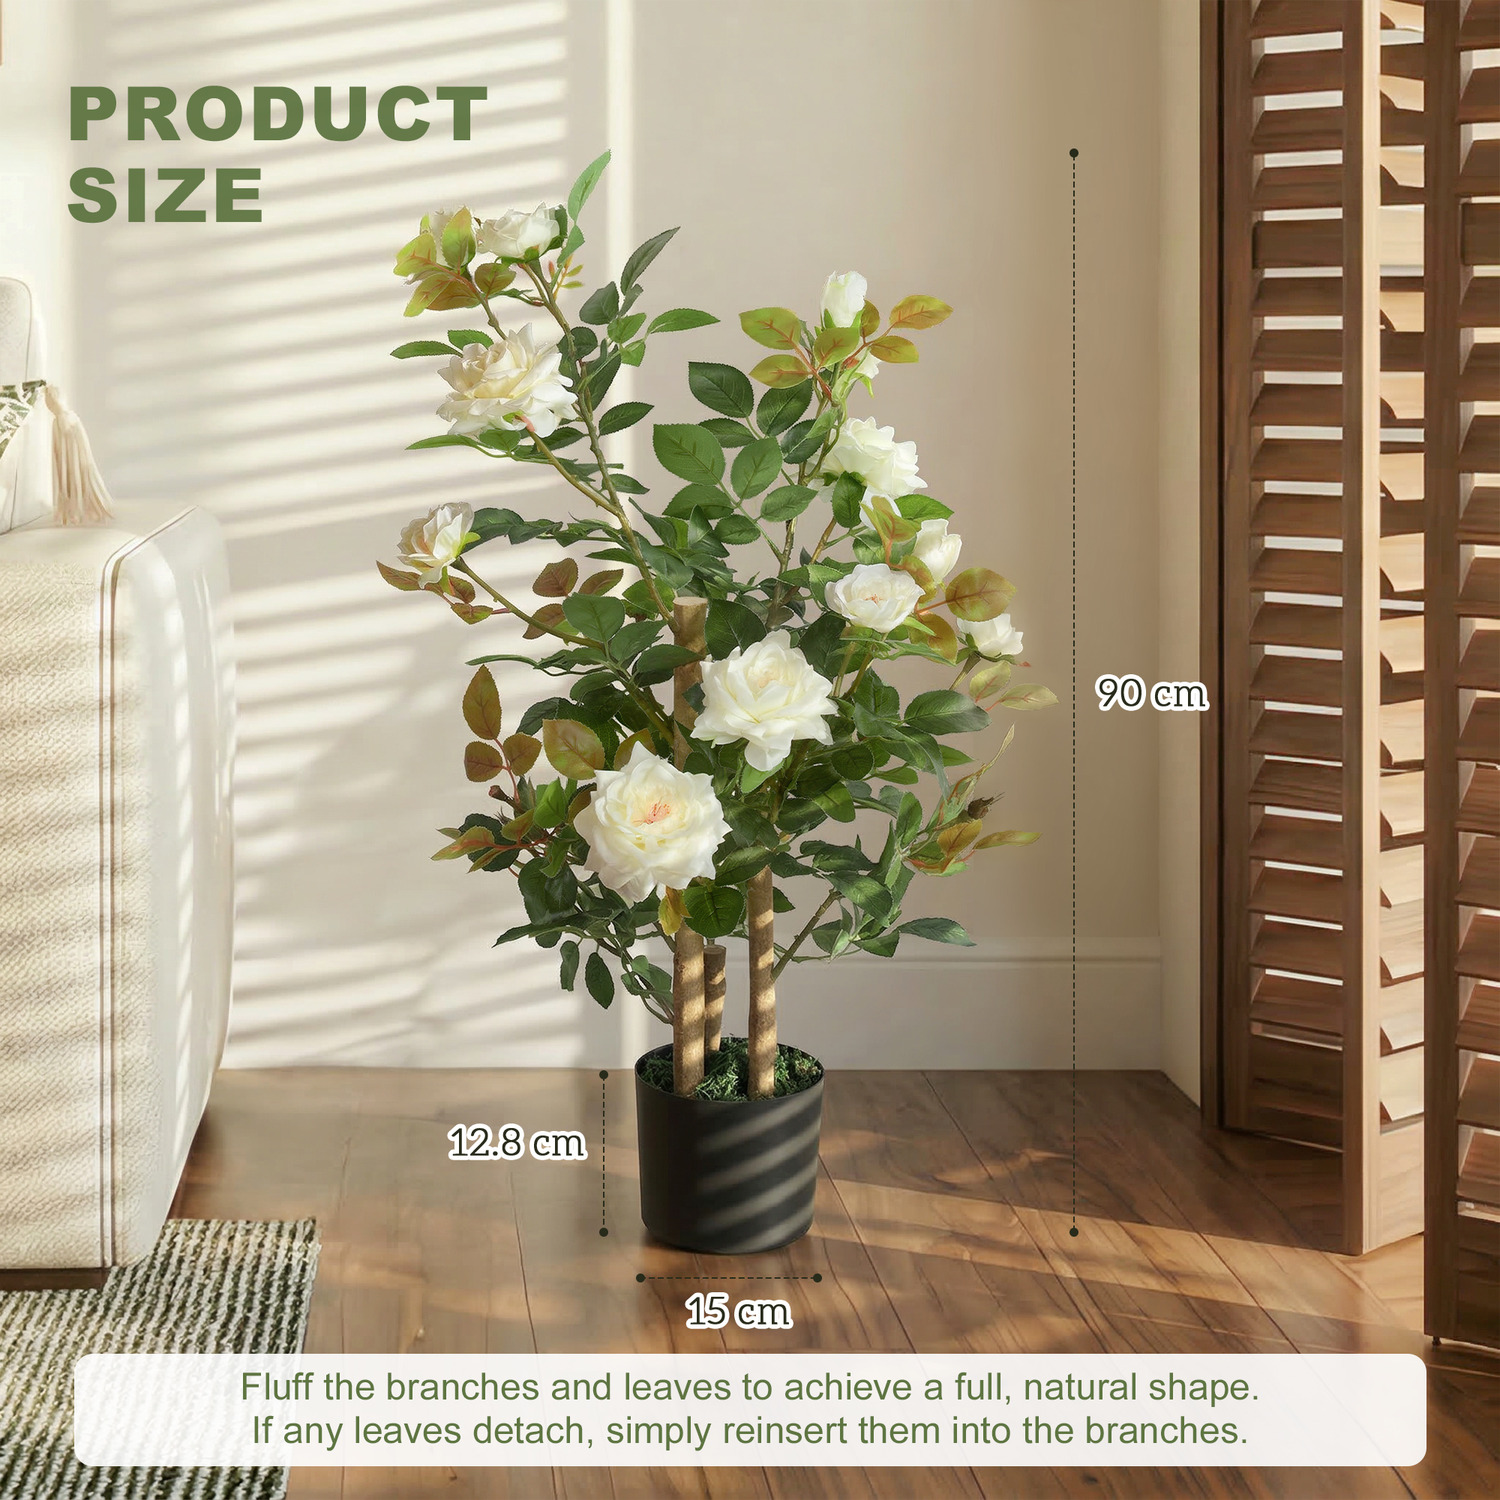 PRODUCT
SIZE
90 cm
12.8 cm
15 cm
Fluff the branches and leaves to achieve a full, natural shape.
If any leaves detach, simply reinsert them into the branches.